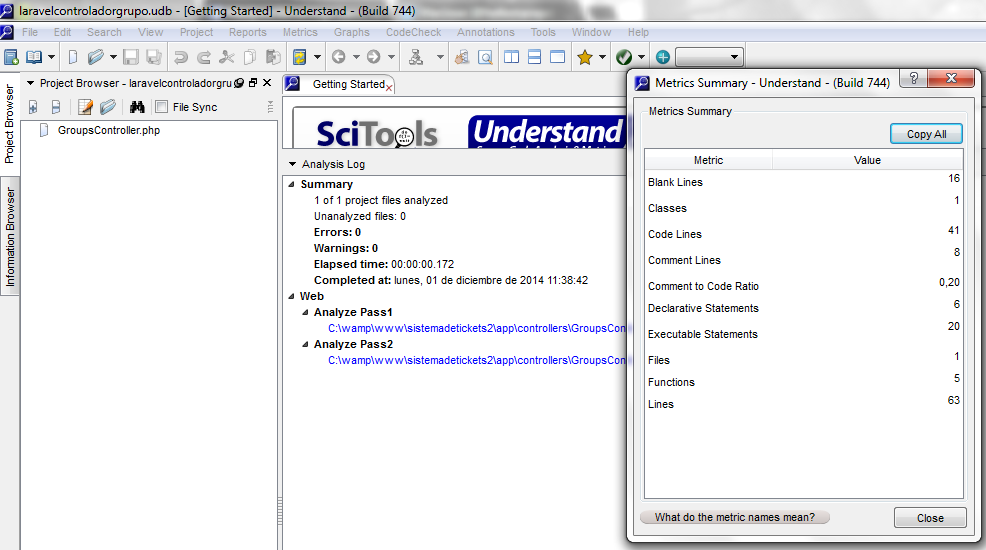 laravelcontroladorgrupo.udb - [Getting Started] - Understand - (Build 744)
File Edit Search View Project Reports Metrics Graphs CodeCheck Annotations Tools Window Help
Project Browser
Information Browser
Project Browser - laravelcontroladorgru
File Sync
GroupsController.php
Getting Started
SciTools
Understand
Analysis Log
Summary
1 of 1 project files analyzed
Unanalyzed files: 0
Errors: 0
Warnings: 0
Elapsed time: 00:00:00.172
Completed at: lunes, 01 de diciembre de 2014 11:38:42
Web
Analyze Pass1
C:\wamp\www\sistemadetickets2\app\controllers\GroupsCon
Analyze Pass2
C:\wamp\www\sistemadetickets2\app\controllers\GroupsCon
Metrics Summary - Understand - (Build 744)
Metrics Summary
Copy All
Metric Value
Blank Lines 16
Classes 1
Code Lines 41
Comment Lines 8
Comment to Code Ratio 0,20
Declarative Statements 6
Executable Statements 20
Files 1
Functions 5
Lines 63
What do the metric names mean?
Close